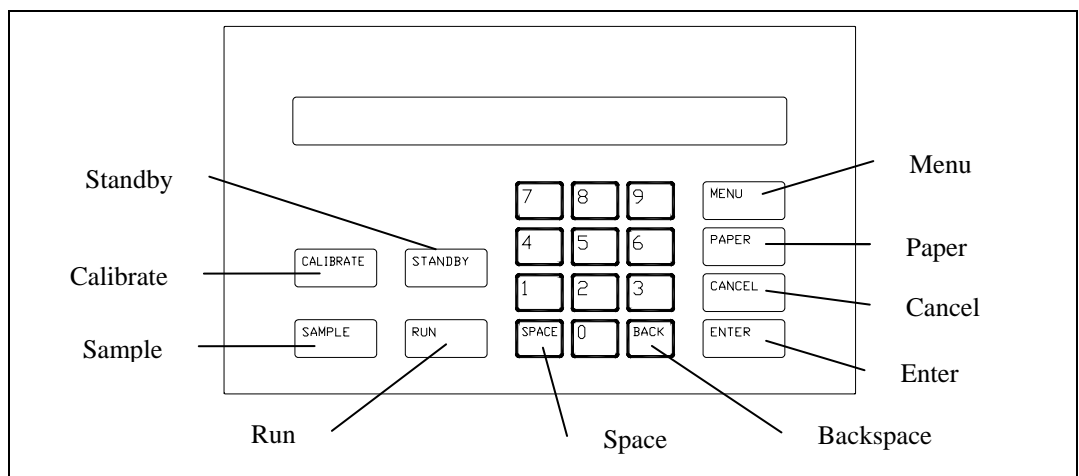 Menu
Standby
7 8 9 MENU
Paper
4 5 6 PAPER
Calibrate
CALIBRATE STANDBY
1 2 3 CANCEL
Cancel
Sample
SAMPLE RUN SPACE 0 BACK ENTER
Enter
Run Space Backspace